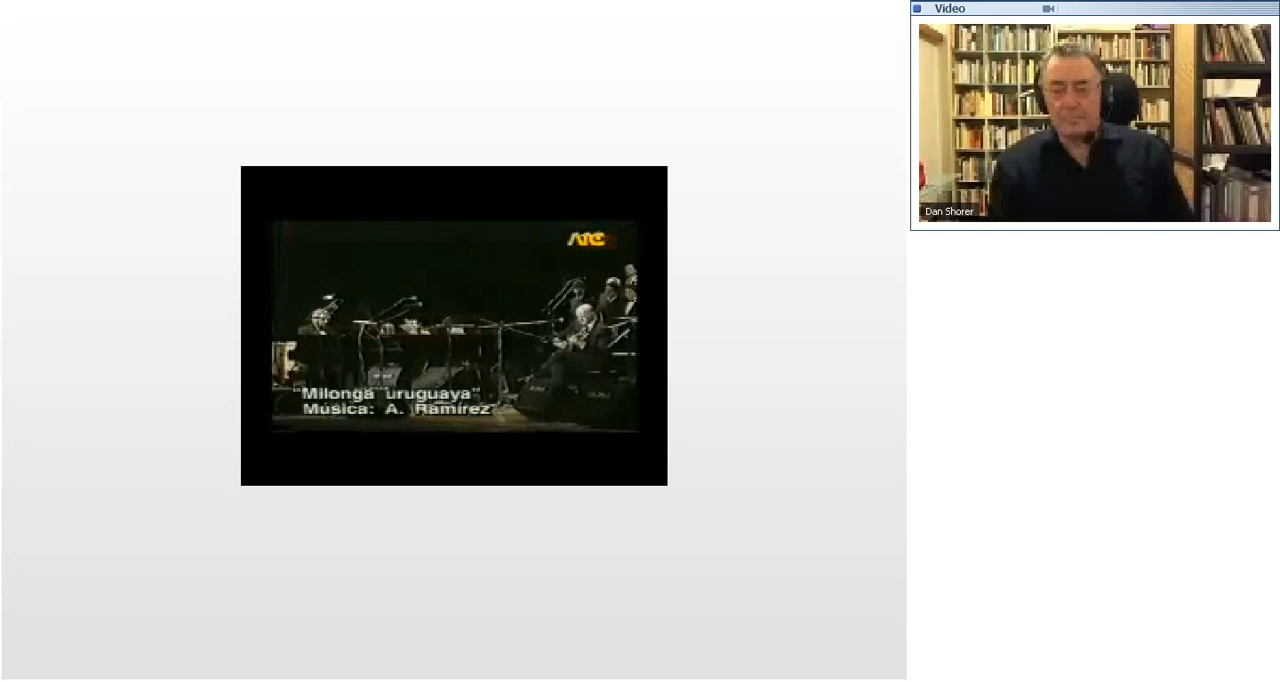 Video
ATC
"Milonga uruguaya"
Música: A. Ramírez
Dan Shorer